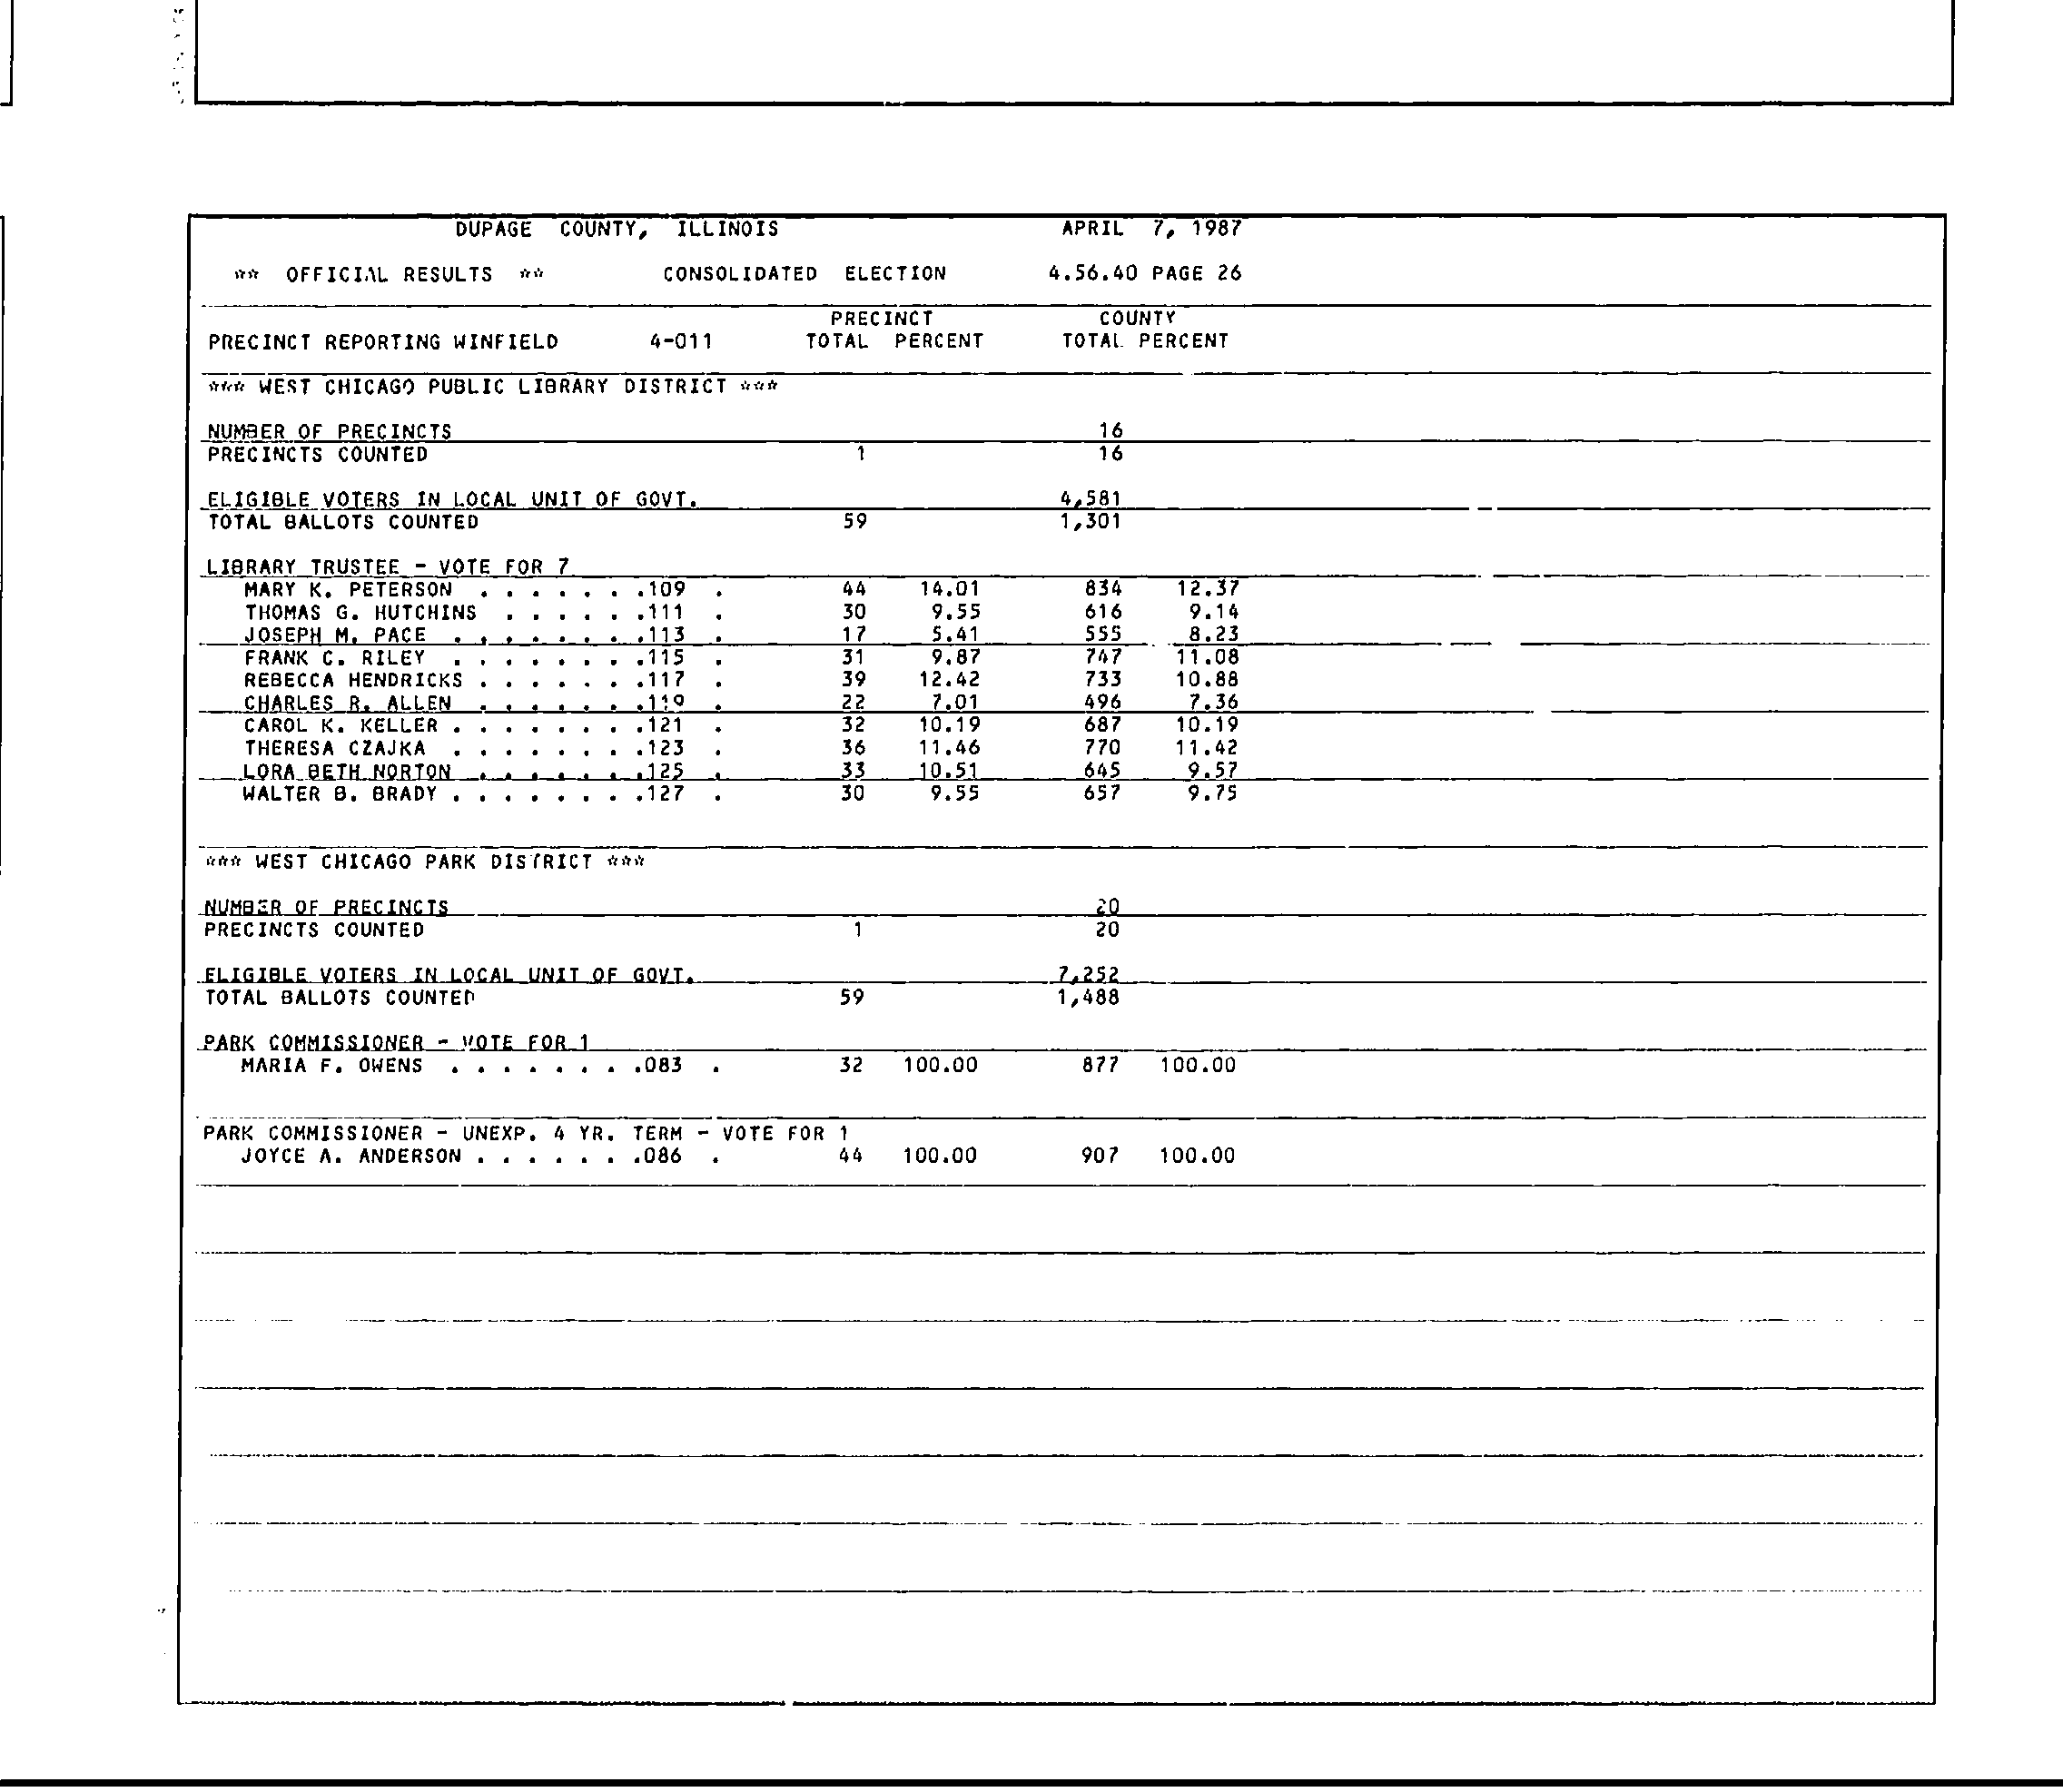 DUPAGE COUNTY, ILLINOIS APRIL 7, 1987
** OFFICIAL RESULTS ** CONSOLIDATED ELECTION 4.56.40 PAGE 26
PRECINCT COUNTY
PRECINCT REPORTING WINFIELD 4-011 TOTAL PERCENT TOTAL PERCENT
*** WEST CHICAGO PUBLIC LIBRARY DISTRICT ***
NUMBER OF PRECINCTS 16
PRECINCTS COUNTED 1 16
ELIGIBLE VOTERS IN LOCAL UNIT OF GOVT. 4,581
TOTAL BALLOTS COUNTED 59 1,301
LIBRARY TRUSTEE - VOTE FOR 7
MARY K. PETERSON . . . . . . .109 . 44 14.01 834 12.37
THOMAS G. HUTCHINS . . . . . .111 . 30 9.55 616 9.14
JOSEPH M. PACE . . . . . . . .113 . 17 5.41 555 8.23
FRANK C. RILEY . . . . . . . .115 . 31 9.87 747 11.08
REBECCA HENDRICKS . . . . . . .117 . 39 12.42 733 10.88
CHARLES R. ALLEN . . . . . . .119 . 22 7.01 496 7.36
CAROL K. KELLER . . . . . . . .121 . 32 10.19 687 10.19
THERESA CZAJKA . . . . . . . .123 . 36 11.46 770 11.42
LORA BETH NORTON . . . . . . .125 . 33 10.51 645 9.57
WALTER B. BRADY . . . . . . . .127 . 30 9.55 657 9.75
*** WEST CHICAGO PARK DISTRICT ***
NUMBER OF PRECINCTS 20
PRECINCTS COUNTED 1 20
ELIGIBLE VOTERS IN LOCAL UNIT OF GOVT. 7,252
TOTAL BALLOTS COUNTED 59 1,488
PARK COMMISSIONER - VOTE FOR 1
MARIA F. OWENS . . . . . . . .083 . 32 100.00 877 100.00
PARK COMMISSIONER - UNEXP. 4 YR. TERM - VOTE FOR 1
JOYCE A. ANDERSON . . . . . . .086 . 44 100.00 907 100.00